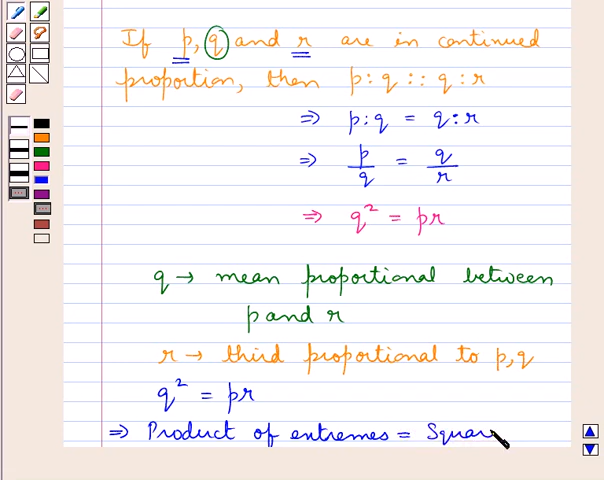 If p, q and r are in continued
proportion, then p : q :: q : r
⇒ p : q = q : r
⇒ p/q = q/r
⇒ q² = pr
q → mean proportional between
p and r
r → third proportional to p, q
q² = pr
⇒ Product of extremes = Squar